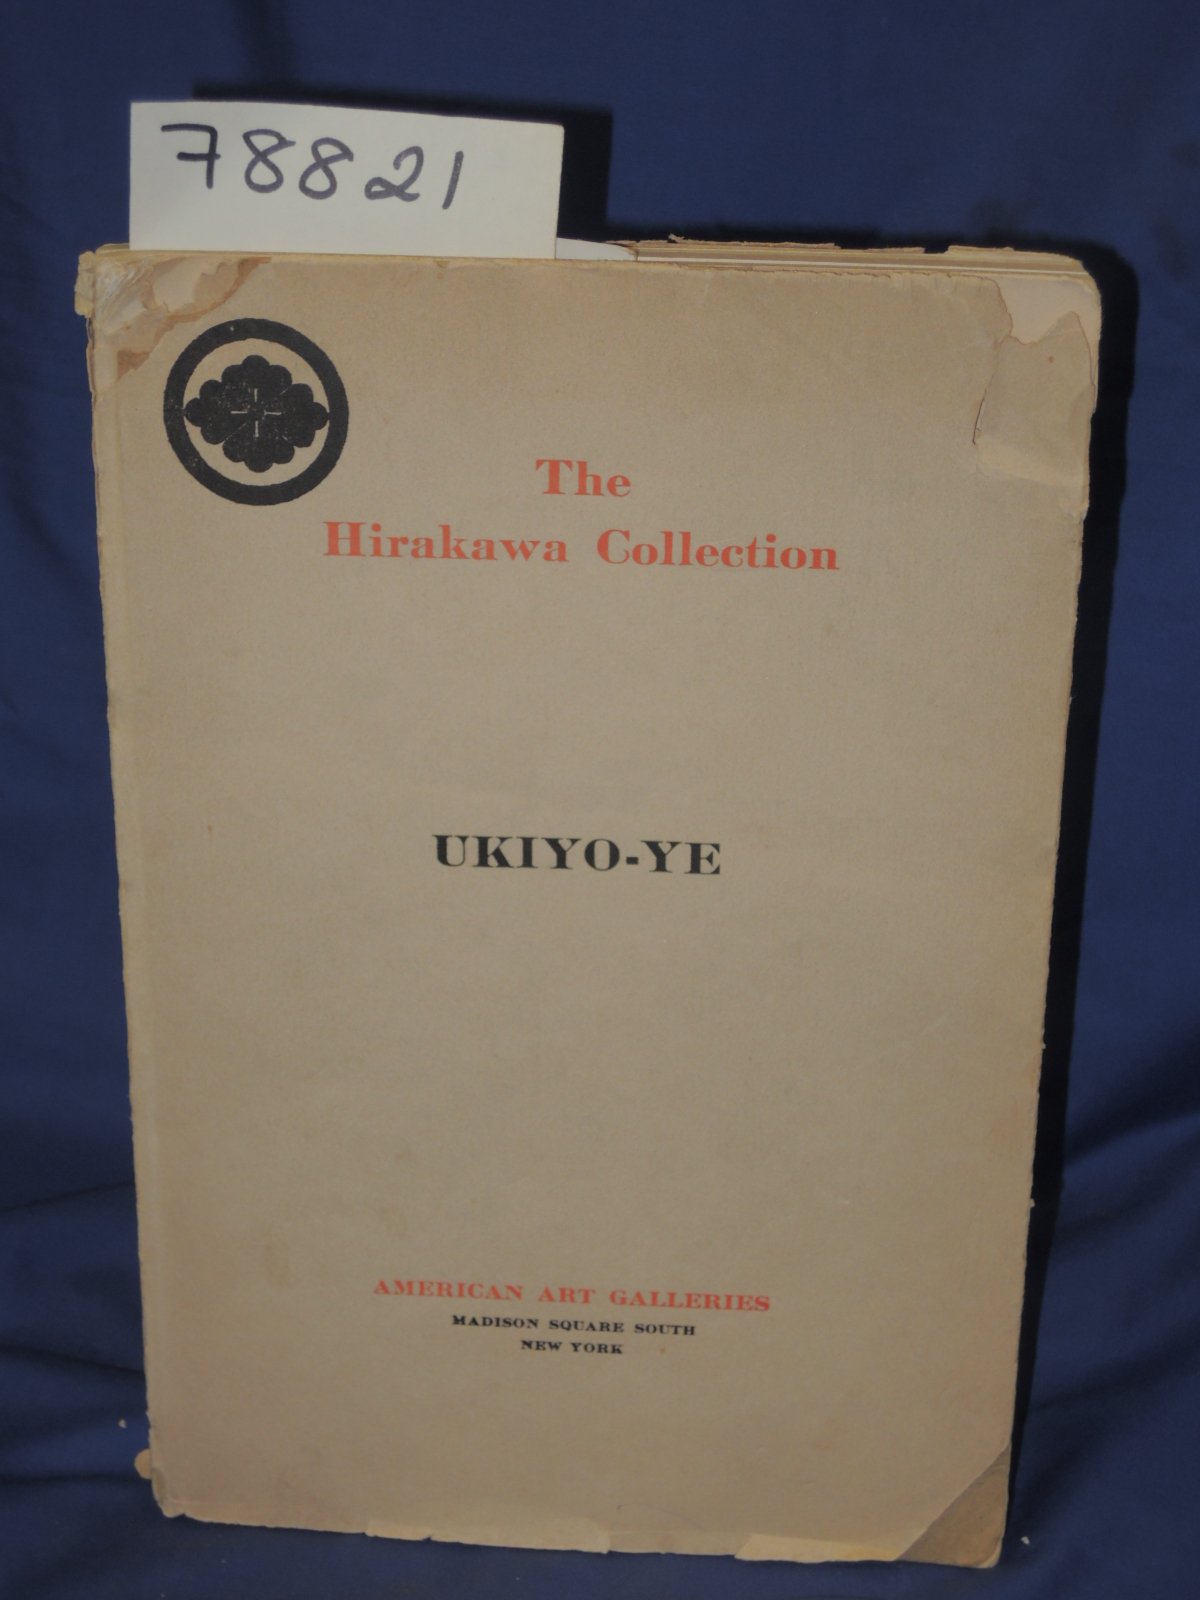 78821
The
Hirakawa Collection
UKIYO-YE
AMERICAN ART GALLERIES
MADISON SQUARE SOUTH
NEW YORK